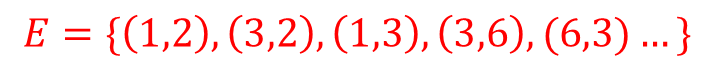 E = {(1,2), (3,2), (1,3), (3,6), (6,3) ... }